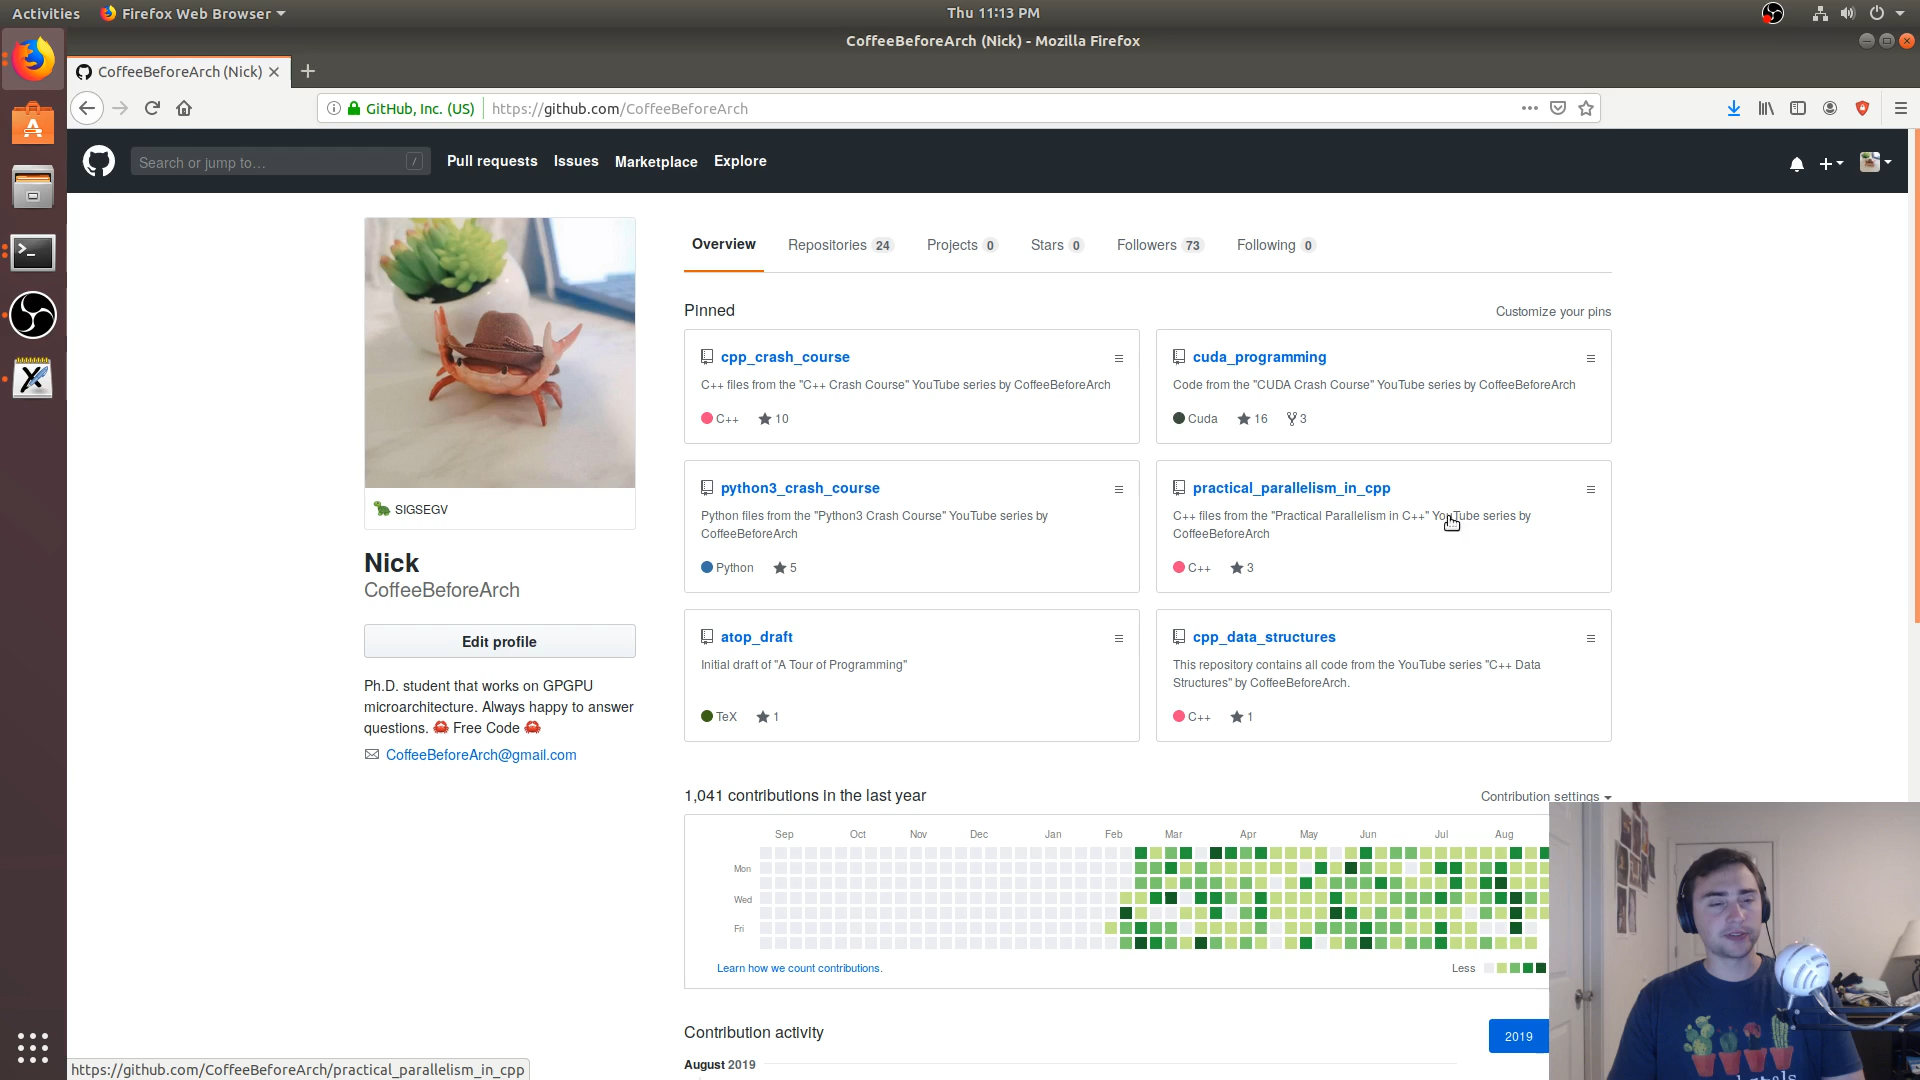 Activities
Firefox Web Browser
Thu 11:13 PM
CoffeeBeforeArch (Nick) - Mozilla Firefox
CoffeeBeforeArch (Nick)
GitHub, Inc. (US)
https://github.com/CoffeeBeforeArch
Search or jump to…
/
Pull requests Issues Marketplace Explore
Overview
Repositories 24
Projects 0
Stars 0
Followers 73
Following 0
Pinned
Customize your pins
cpp_crash_course
C++ files from the "C++ Crash Course" YouTube series by CoffeeBeforeArch
C++ 10
cuda_programming
Code from the "CUDA Crash Course" YouTube series by CoffeeBeforeArch
Cuda 16 3
python3_crash_course
Python files from the "Python3 Crash Course" YouTube series by
CoffeeBeforeArch
Python 5
practical_parallelism_in_cpp
C++ files from the "Practical Parallelism in C++" YouTube series by
CoffeeBeforeArch
C++ 3
atop_draft
Initial draft of "A Tour of Programming"
TeX 1
cpp_data_structures
This repository contains all code from the YouTube series "C++ Data
Structures" by CoffeeBeforeArch.
C++ 1
SIGSEGV
Nick
CoffeeBeforeArch
Edit profile
Ph.D. student that works on GPGPU
microarchitecture. Always happy to answer
questions. 🦀 Free Code 🦀
CoffeeBeforeArch@gmail.com
1,041 contributions in the last year
Contribution settings
Sep Oct Nov Dec Jan Feb Mar Apr May Jun Jul Aug
Mon
Wed
Fri
Learn how we count contributions.
Less
Contribution activity
2019
August 2019
https://github.com/CoffeeBeforeArch/practical_parallelism_in_cpp